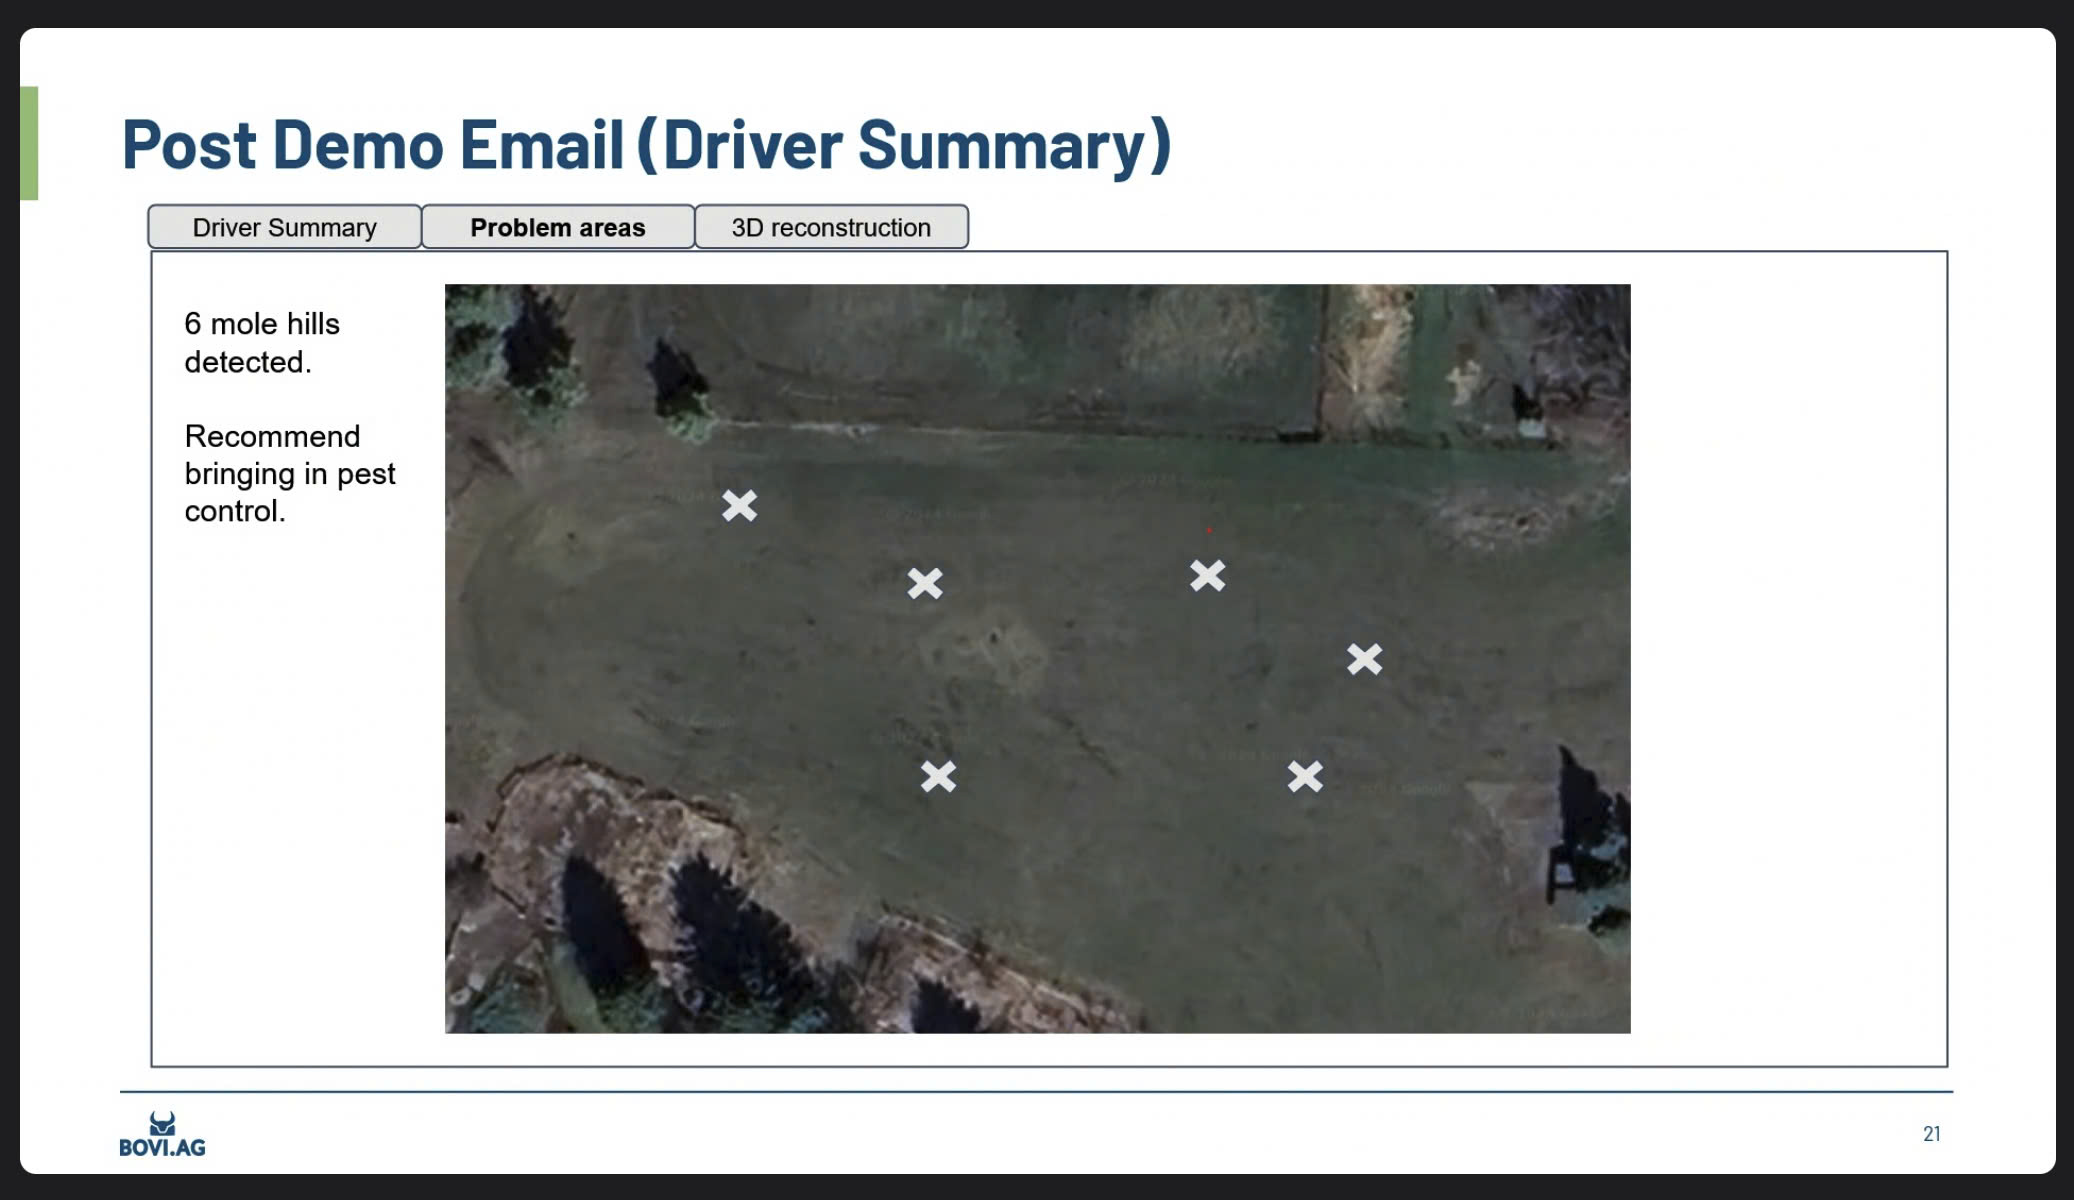 Post Demo Email (Driver Summary)
Driver Summary
Problem areas
3D reconstruction
6 mole hills
detected.
Recommend
bringing in pest
control.
BOVI.AG
21